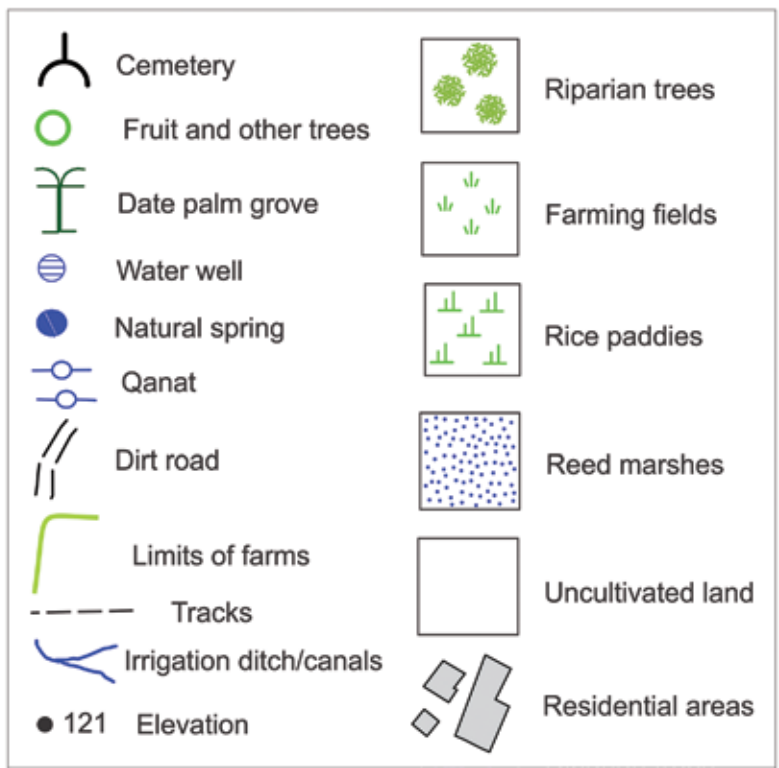 Cemetery
Fruit and other trees
Date palm grove
Water well
Natural spring
Qanat
Dirt road
Limits of farms
Tracks
Irrigation ditch/canals
121 Elevation
Riparian trees
Farming fields
Rice paddies
Reed marshes
Uncultivated land
Residential areas